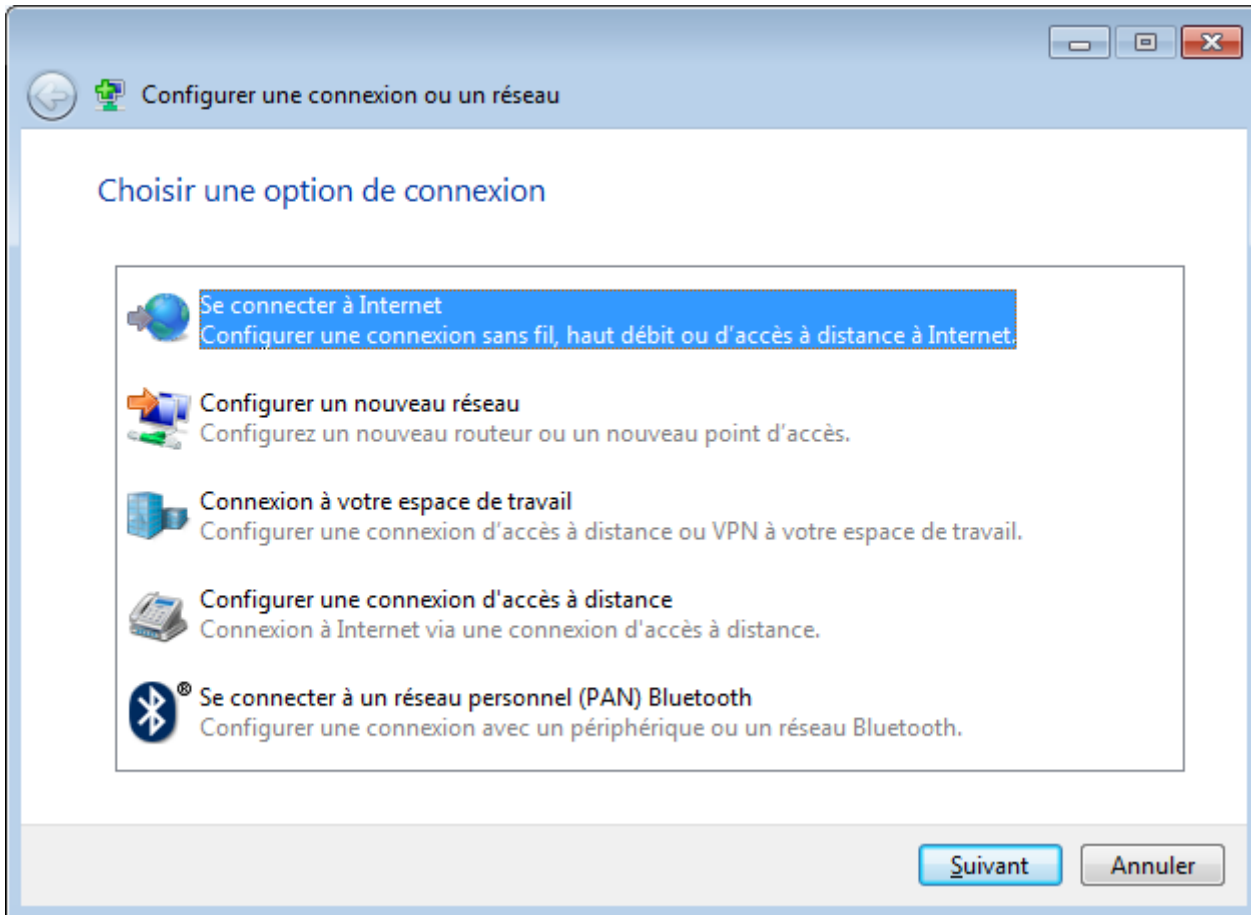 Configurer une connexion ou un réseau
Choisir une option de connexion
Se connecter à Internet
Configurer une connexion sans fil, haut débit ou d’accès à distance à Internet.
Configurer un nouveau réseau
Configurez un nouveau routeur ou un nouveau point d’accès.
Connexion à votre espace de travail
Configurer une connexion d’accès à distance ou VPN à votre espace de travail.
Configurer une connexion d'accès à distance
Connexion à Internet via une connexion d'accès à distance.
® Se connecter à un réseau personnel (PAN) Bluetooth
Configurer une connexion avec un périphérique ou un réseau Bluetooth.
Suivant Annuler